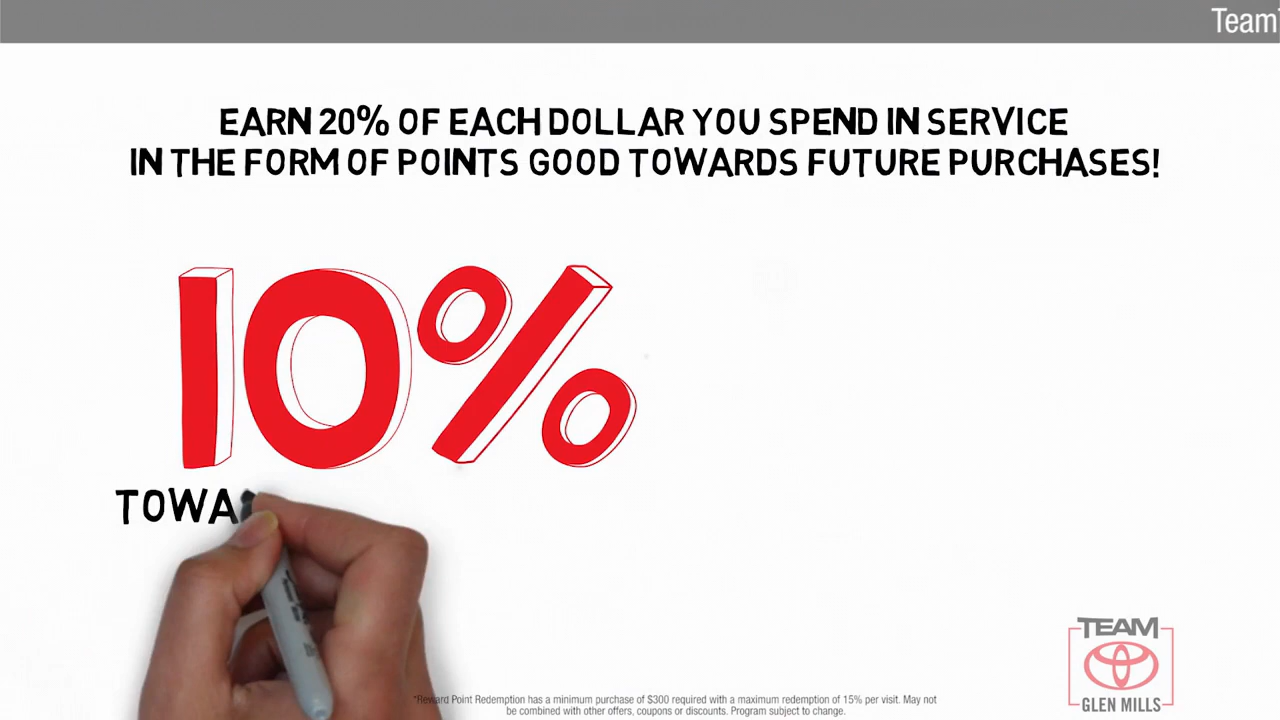 Team
EARN 20% OF EACH DOLLAR YOU SPEND IN SERVICE
IN THE FORM OF POINTS GOOD TOWARDS FUTURE PURCHASES!
10%
TOWA
TEAM
GLEN MILLS
*Reward Point Redemption has a minimum purchase of $300 required with a maximum redemption of 15% per visit. May not
be combined with other offers, coupons or discounts. Program subject to change.